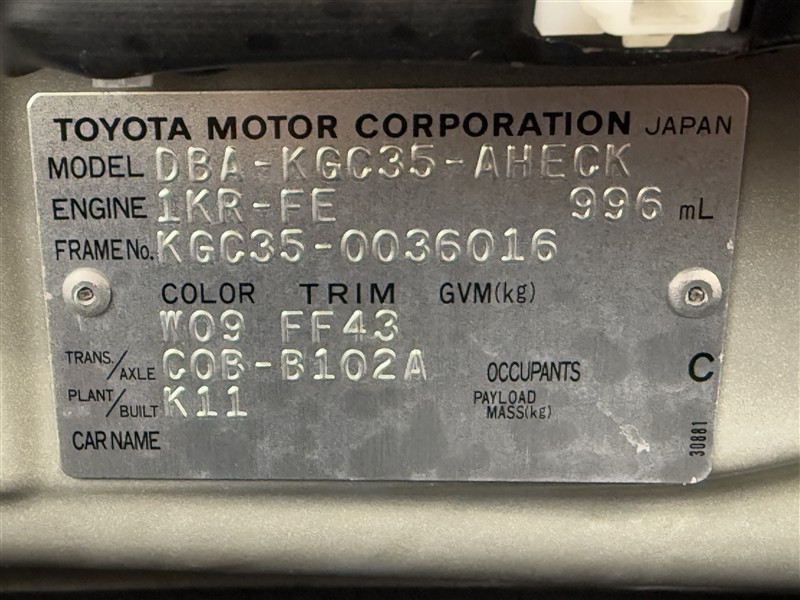 TOYOTA MOTOR CORPORATION JAPAN
MODEL DBA-KGC35-AHECK
ENGINE 1KR-FE 996 mL
FRAME No. KGC35-0036016
COLOR TRIM GVM(kg)
W09 FF43
TRANS./AXLE C0B-B102A OCCUPANTS C
PLANT/BUILT K11 PAYLOAD MASS(kg)
CAR NAME
30881